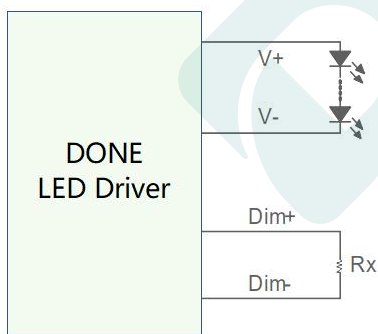 V+
V-
DONE
LED Driver
Dim+
Rx
Dim-